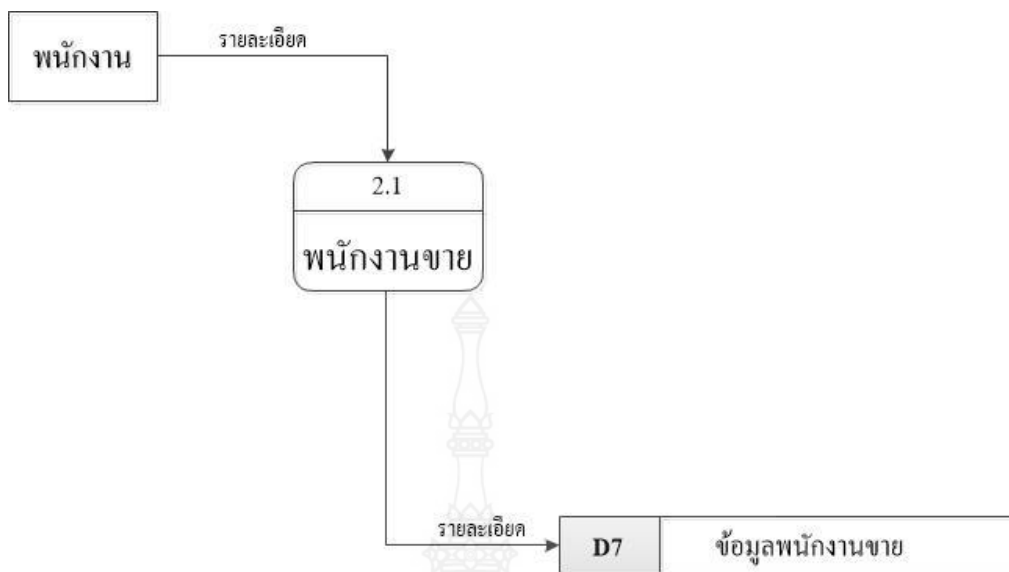 รายละเอียด
พนักงาน
2.1
พนักงานขาย
รายละเอียด
D7
ข้อมูลพนักงานขาย